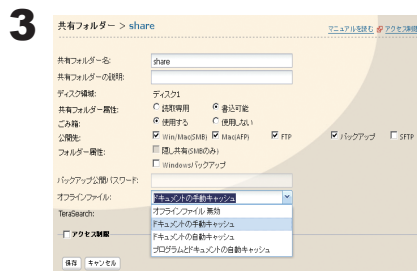 3
共有フォルダー > share
マニュアルを読む アクセス制限
共有フォルダー名: share
共有フォルダーの説明:
ディスク領域: ディスク1
共有フォルダー属性: 読取専用 書込可能
ごみ箱: 使用する 使用しない
公開先: Win/Mac(SMB) Mac(AFP) FTP バックアップ SFTP
フォルダー属性: 隠し共有(SMBのみ)
Windowsバックアップ
バックアップ公開パスワード:
オフラインファイル: ドキュメントの手動キャッシュ
オフラインファイル 無効
TeraSearch: ドキュメントの手動キャッシュ
ドキュメントの自動キャッシュ
アクセス制限
プログラムとドキュメントの自動キャッシュ
保存 キャンセル